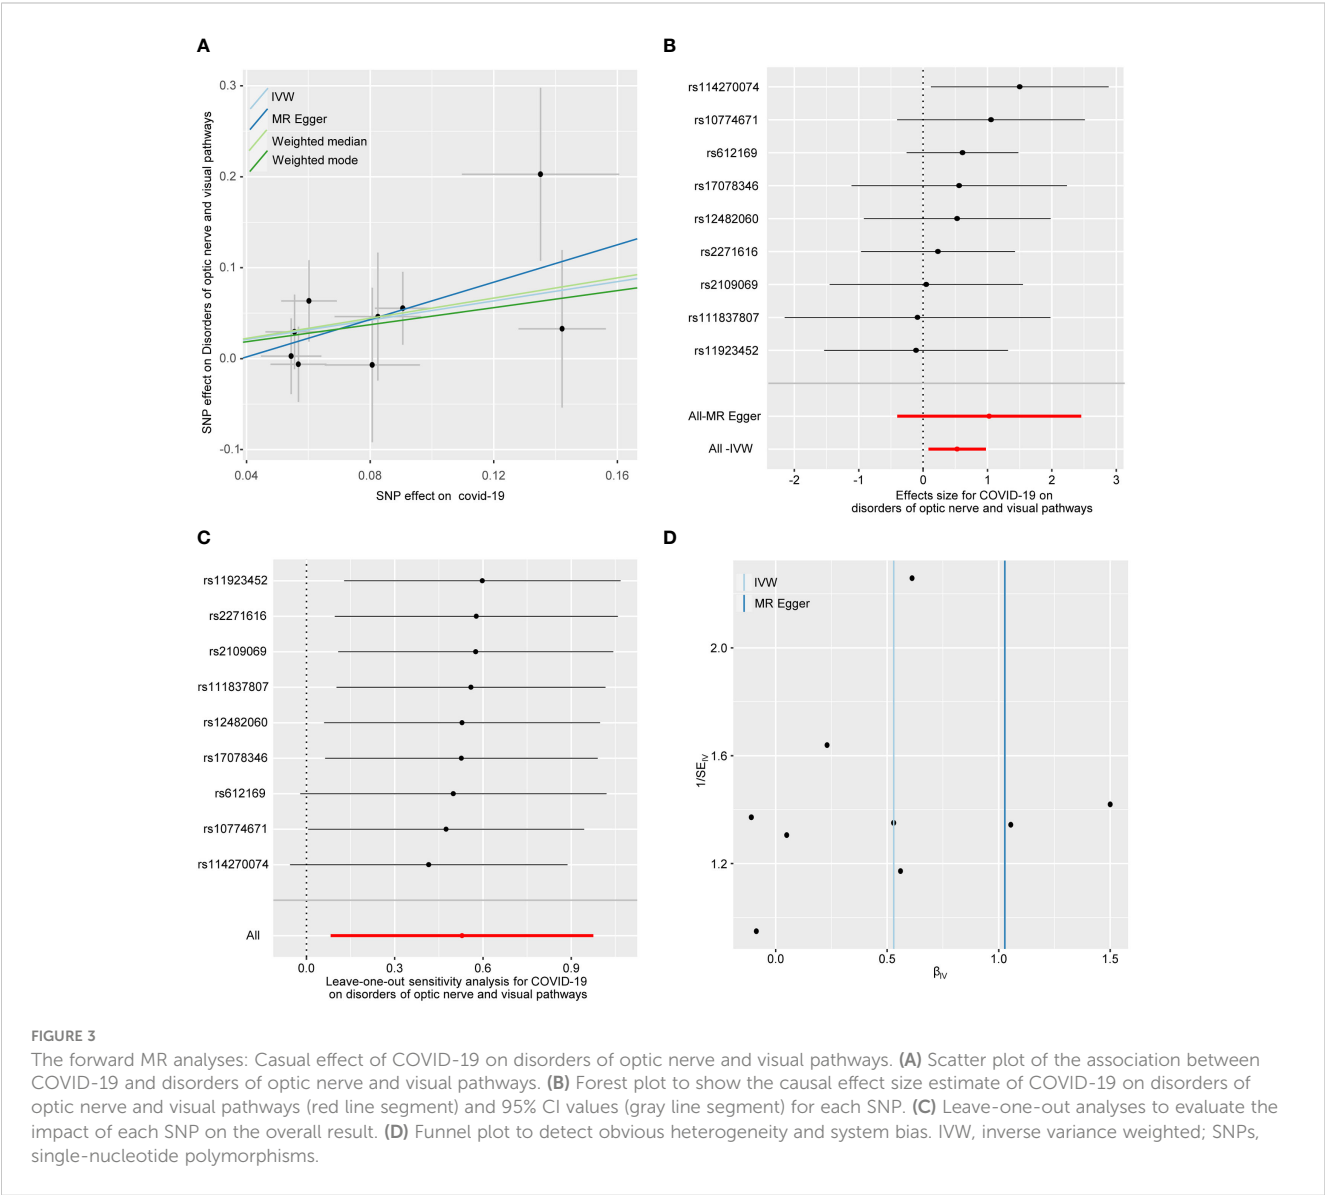 A
SNP effect on Disorders of optic nerve and visual pathways
0.3
0.2
0.1
0.0
-0.1
IVW
MR Egger
Weighted median
Weighted mode
0.04 0.08 0.12 0.16
SNP effect on covid-19
B
rs114270074
rs10774671
rs612169
rs17078346
rs12482060
rs2271616
rs2109069
rs111837807
rs11923452
All-MR Egger
All -IVW
-2 -1 0 1 2 3
Effects size for COVID-19 on
disorders of optic nerve and visual pathways
C
rs11923452
rs2271616
rs2109069
rs111837807
rs12482060
rs17078346
rs612169
rs10774671
rs114270074
All
0.0 0.3 0.6 0.9
Leave-one-out sensitivity analysis for COVID-19
on disorders of optic nerve and visual pathways
D
IVW
MR Egger
1/SE_IV
2.0
1.6
1.2
0.0 0.5 1.0 1.5
β_IV
FIGURE 3
The forward MR analyses: Casual effect of COVID-19 on disorders of optic nerve and visual pathways. (A) Scatter plot of the association between
COVID-19 and disorders of optic nerve and visual pathways. (B) Forest plot to show the causal effect size estimate of COVID-19 on disorders of
optic nerve and visual pathways (red line segment) and 95% CI values (gray line segment) for each SNP. (C) Leave-one-out analyses to evaluate the
impact of each SNP on the overall result. (D) Funnel plot to detect obvious heterogeneity and system bias. IVW, inverse variance weighted; SNPs,
single-nucleotide polymorphisms.